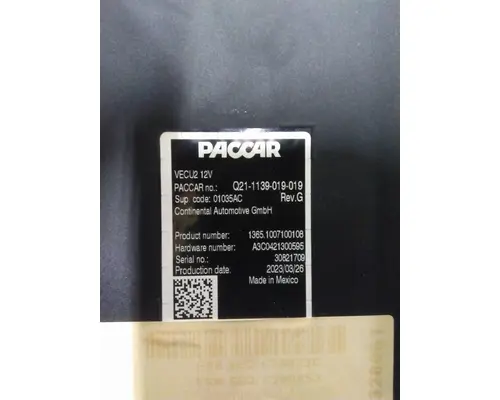 PACCAR
VECU2 12V
PACCAR no.: Q21-1139-019-019
Sup code: 01035AC Rev.G
Continental Automotive GmbH
Product number: 1365.1007100108
Hardware number: A3C0421300595
Serial no.: 30821709
Production date. 2023/03/26
Made in Mexico